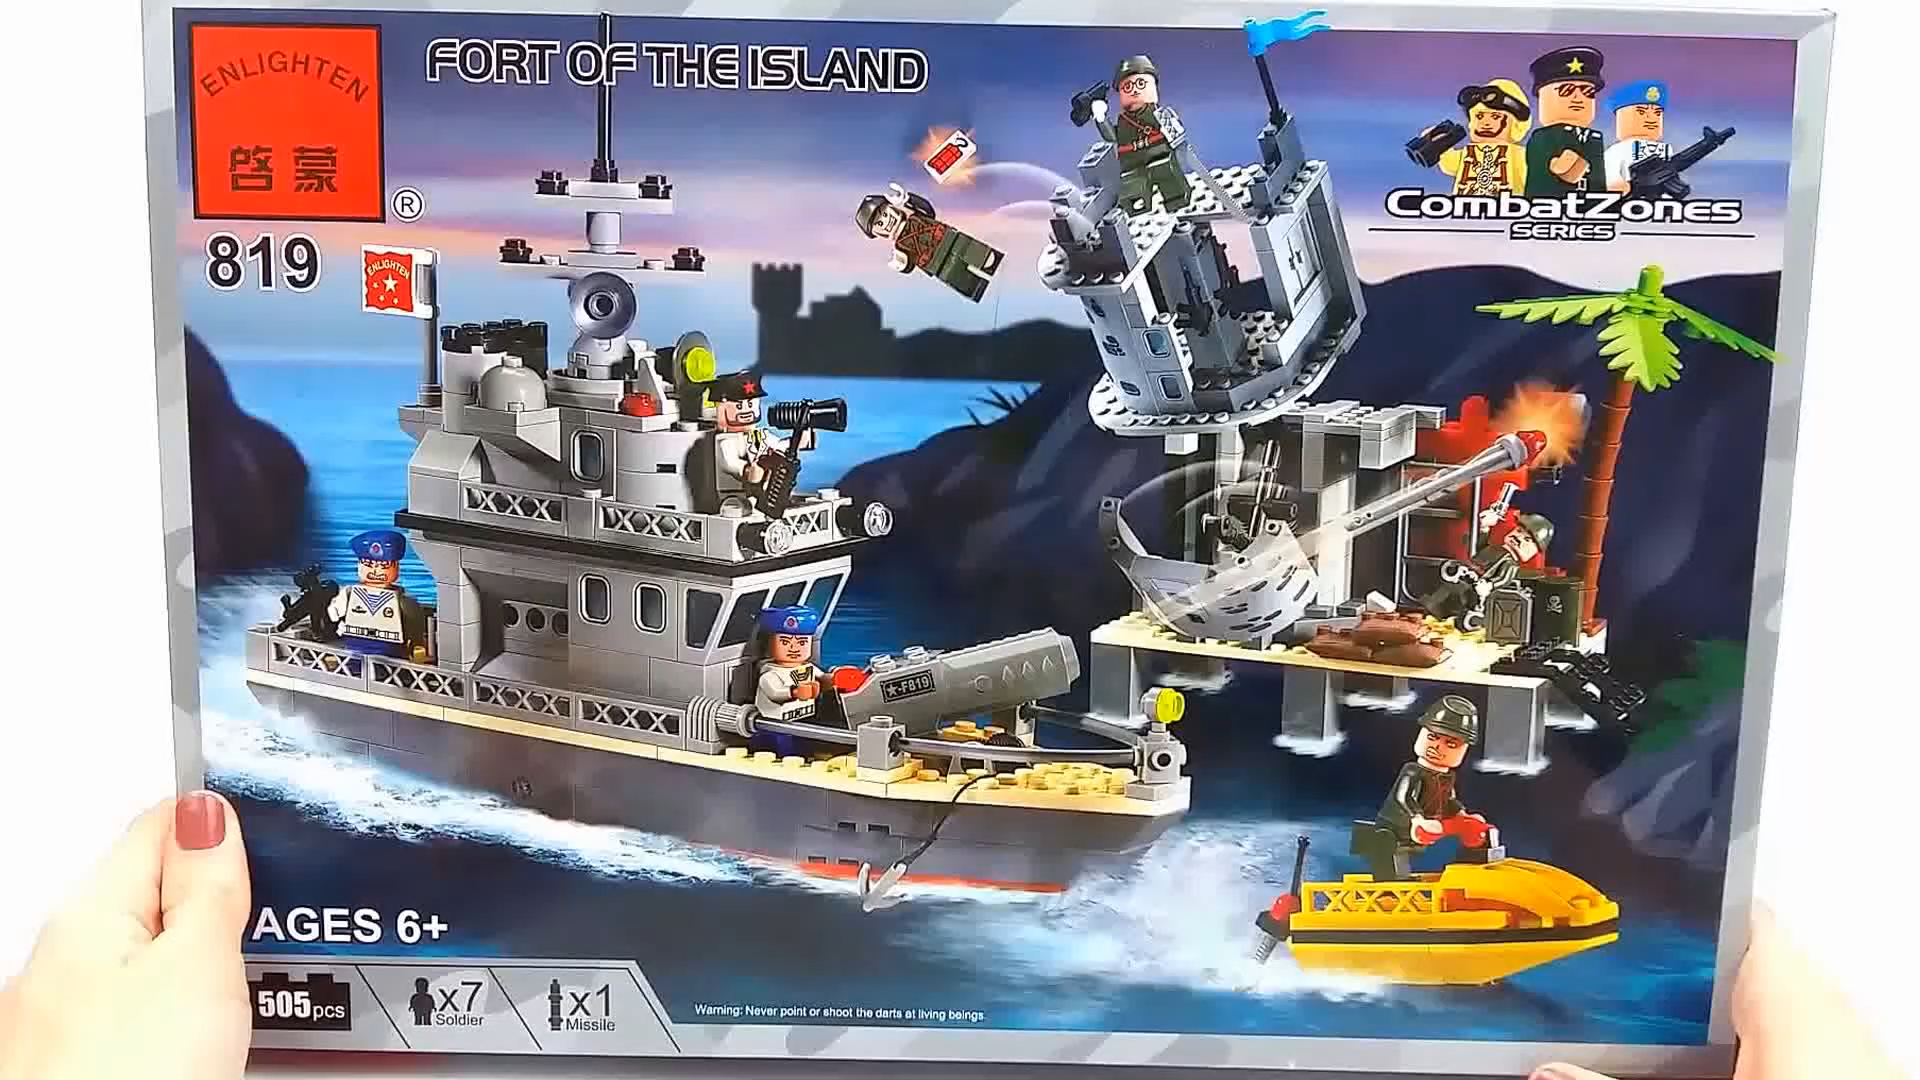 ENLIGHTEN
启蒙
®
819
FORT OF THE ISLAND
CombatZones
SERIES
ENLIGHTEN
★-F819
AGES 6+
505pcs
x7
Soldier
x1
Missile
Warning: Never point or shoot the darts at living beings.